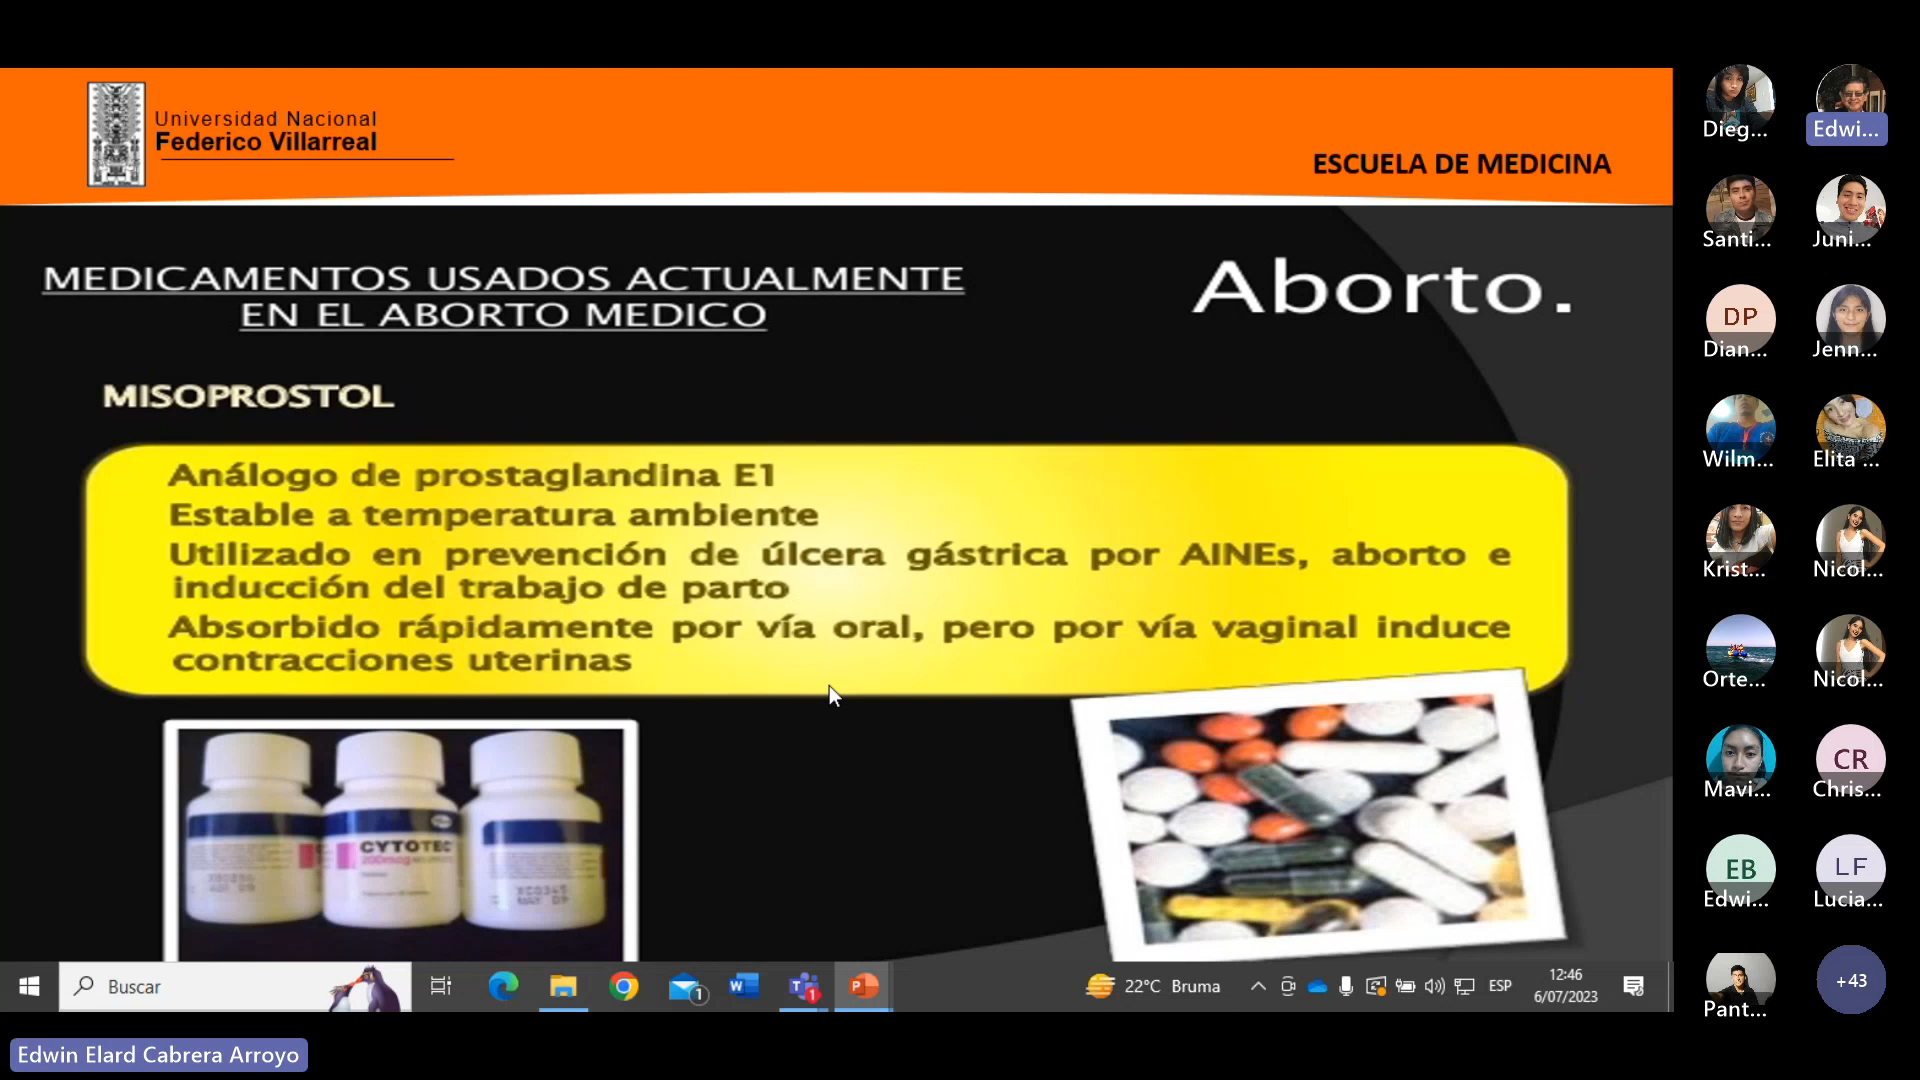 Universidad Nacional
Federico Villarreal
ESCUELA DE MEDICINA
MEDICAMENTOS USADOS ACTUALMENTE
EN EL ABORTO MEDICO
Aborto.
MISOPROSTOL
Análogo de prostaglandina E1
Estable a temperatura ambiente
Utilizado en prevención de úlcera gástrica por AINEs, aborto e
inducción del trabajo de parto
Absorbido rápidamente por vía oral, pero por vía vaginal induce
contracciones uterinas
CYTOTEC
200mcg
MAY 09
Buscar
1
1
22°C Bruma
ESP
12:46
6/07/2023
Edwin Elard Cabrera Arroyo
Dieg...
Edwi...
Santi...
Juni...
DP
Dian...
Jenn...
Wilm...
Elita ...
Krist...
Nicol...
Orte...
Nicol...
Mavi...
CR
Chris...
EB
Edwi...
LF
Lucia...
Pant...
+43